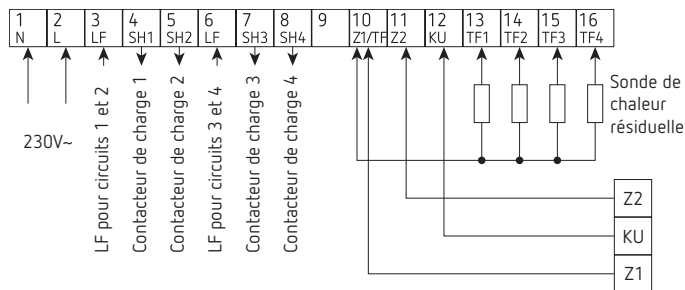 1 2 3 4 5 6 7 8 9 10 11 12 13 14 15 16
N L LF SH1 SH2 LF SH3 SH4 Z1/TF Z2 KU TF1 TF2 TF3 TF4
230V~
LF pour circuits 1 et 2
Contacteur de charge 1
Contacteur de charge 2
LF pour circuits 3 et 4
Contacteur de charge 3
Contacteur de charge 4
Sonde de
chaleur
résiduelle
Z2
KU
Z1